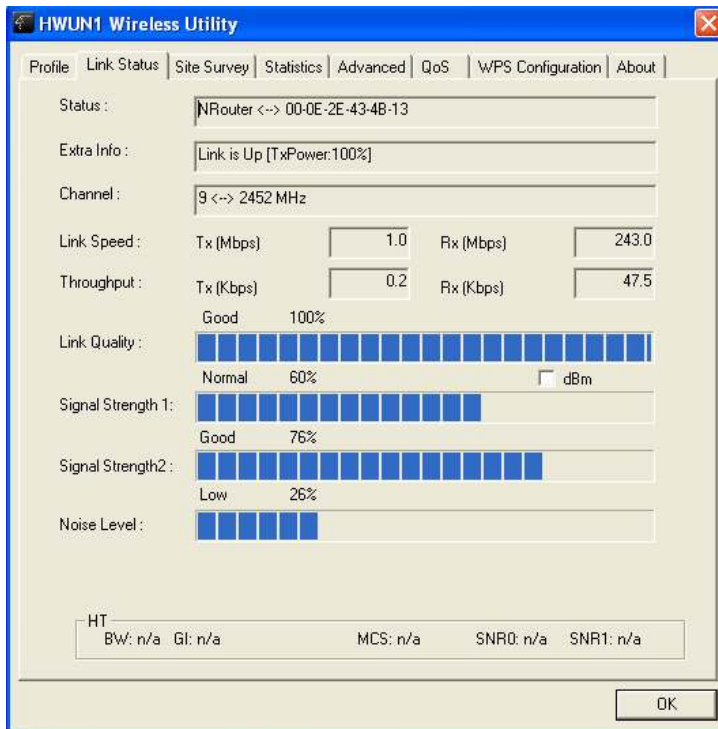 HWUN1 Wireless Utility
Profile Link Status Site Survey Statistics Advanced QoS WPS Configuration About
Status : NRouter <--> 00-0E-2E-43-4B-13
Extra Info : Link is Up [TxPower:100%]
Channel : 9 <--> 2452 MHz
Link Speed : Tx (Mbps) 1.0 Rx (Mbps) 243.0
Throughput : Tx (Kbps) 0.2 Rx (Kbps) 47.5
Good 100%
Link Quality :
Normal 60% dBm
Signal Strength 1:
Good 76%
Signal Strength2 :
Low 26%
Noise Level :
HT
BW: n/a GI: n/a MCS: n/a SNR0: n/a SNR1: n/a
OK